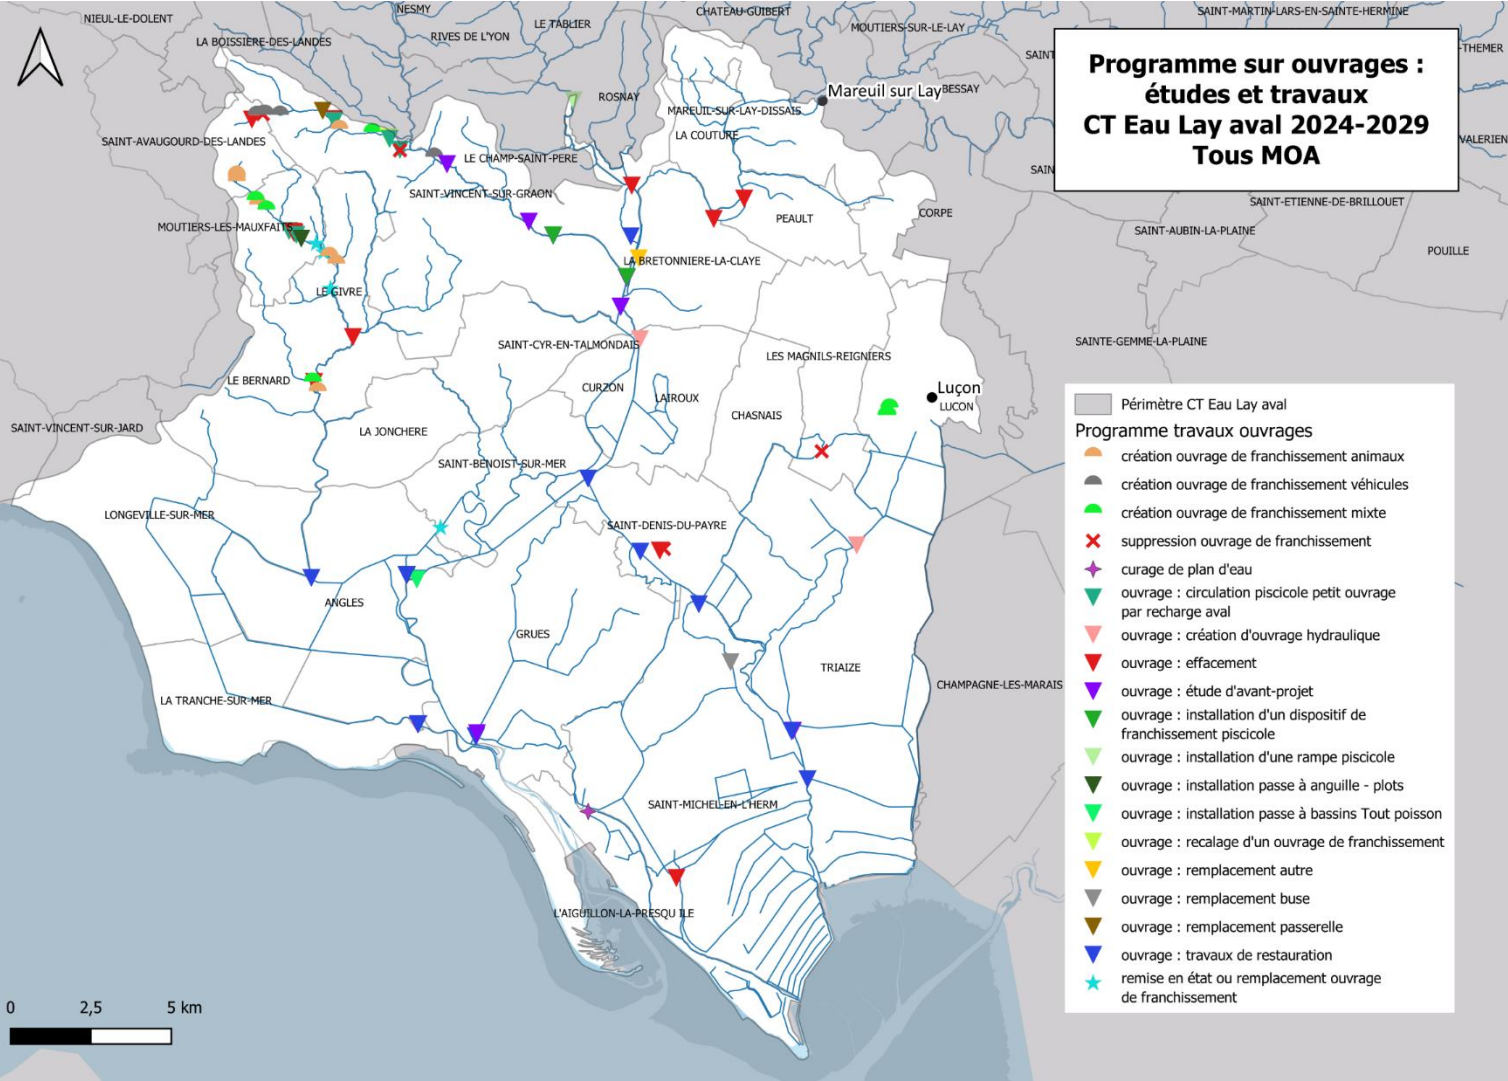 NIEUL-LE-DOLENT
NESMY
LE TABLIER
CHATEAU-GUIBERT
SAINT-MARTIN-LARS-EN-SAINTE-HERMINE
RIVES DE L'YON
MOUTIERS-SUR-LE-LAY
LA BOISSIERE-DES-LANDES
SAINT
-THEMER
Programme sur ouvrages :
études et travaux
CT Eau Lay aval 2024-2029
Tous MOA
Mareuil sur Lay
BESSAY
ROSNAY
MAREUIL-SUR-LAY-DISSAIS
LA COUTURE
VALERIEN
SAINT-AVAUGOURD-DES-LANDES
LE CHAMP-SAINT-PERE
SAIN
SAINT-VINCENT-SUR-GRAON
SAINT-ETIENNE-DE-BRILLOUET
CORPE
PEAULT
MOUTIERS-LES-MAUXFAITS
SAINT-AUBIN-LA-PLAINE
POUILLE
LA BRETONNIERE-LA-CLAYE
LE GIVRE
SAINT-CYR-EN-TALMONDAIS
SAINTE-GEMME-LA-PLAINE
LES MAGNILS-REIGNIERS
LE BERNARD
CURZON
Luçon
LAIROUX
LUCON
CHASNAIS
SAINT-VINCENT-SUR-JARD
LA JONCHERE
SAINT-BENOIST-SUR-MER
LONGEVILLE-SUR-MER
SAINT-DENIS-DU-PAYRE
ANGLES
GRUES
TRIAIZE
CHAMPAGNE-LES-MARAIS
LA TRANCHE-SUR-MER
SAINT-MICHEL-EN-L'HERM
L'AIGUILLON-LA-PRESQU ILE
Périmètre CT Eau Lay aval
Programme travaux ouvrages
création ouvrage de franchissement animaux
création ouvrage de franchissement véhicules
création ouvrage de franchissement mixte
suppression ouvrage de franchissement
curage de plan d'eau
ouvrage : circulation piscicole petit ouvrage
par recharge aval
ouvrage : création d'ouvrage hydraulique
ouvrage : effacement
ouvrage : étude d'avant-projet
ouvrage : installation d'un dispositif de
franchissement piscicole
ouvrage : installation d'une rampe piscicole
ouvrage : installation passe à anguille - plots
ouvrage : installation passe à bassins Tout poisson
ouvrage : recalage d'un ouvrage de franchissement
ouvrage : remplacement autre
ouvrage : remplacement buse
ouvrage : remplacement passerelle
ouvrage : travaux de restauration
remise en état ou remplacement ouvrage
de franchissement
0 2,5 5 km